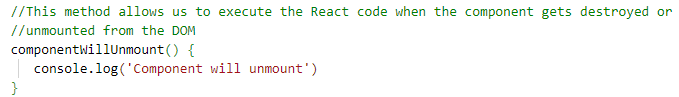 //This method allows us to execute the React code when the component gets destroyed or
//unmounted from the DOM
componentWillUnmount() {
   console.log('Component will unmount')
}